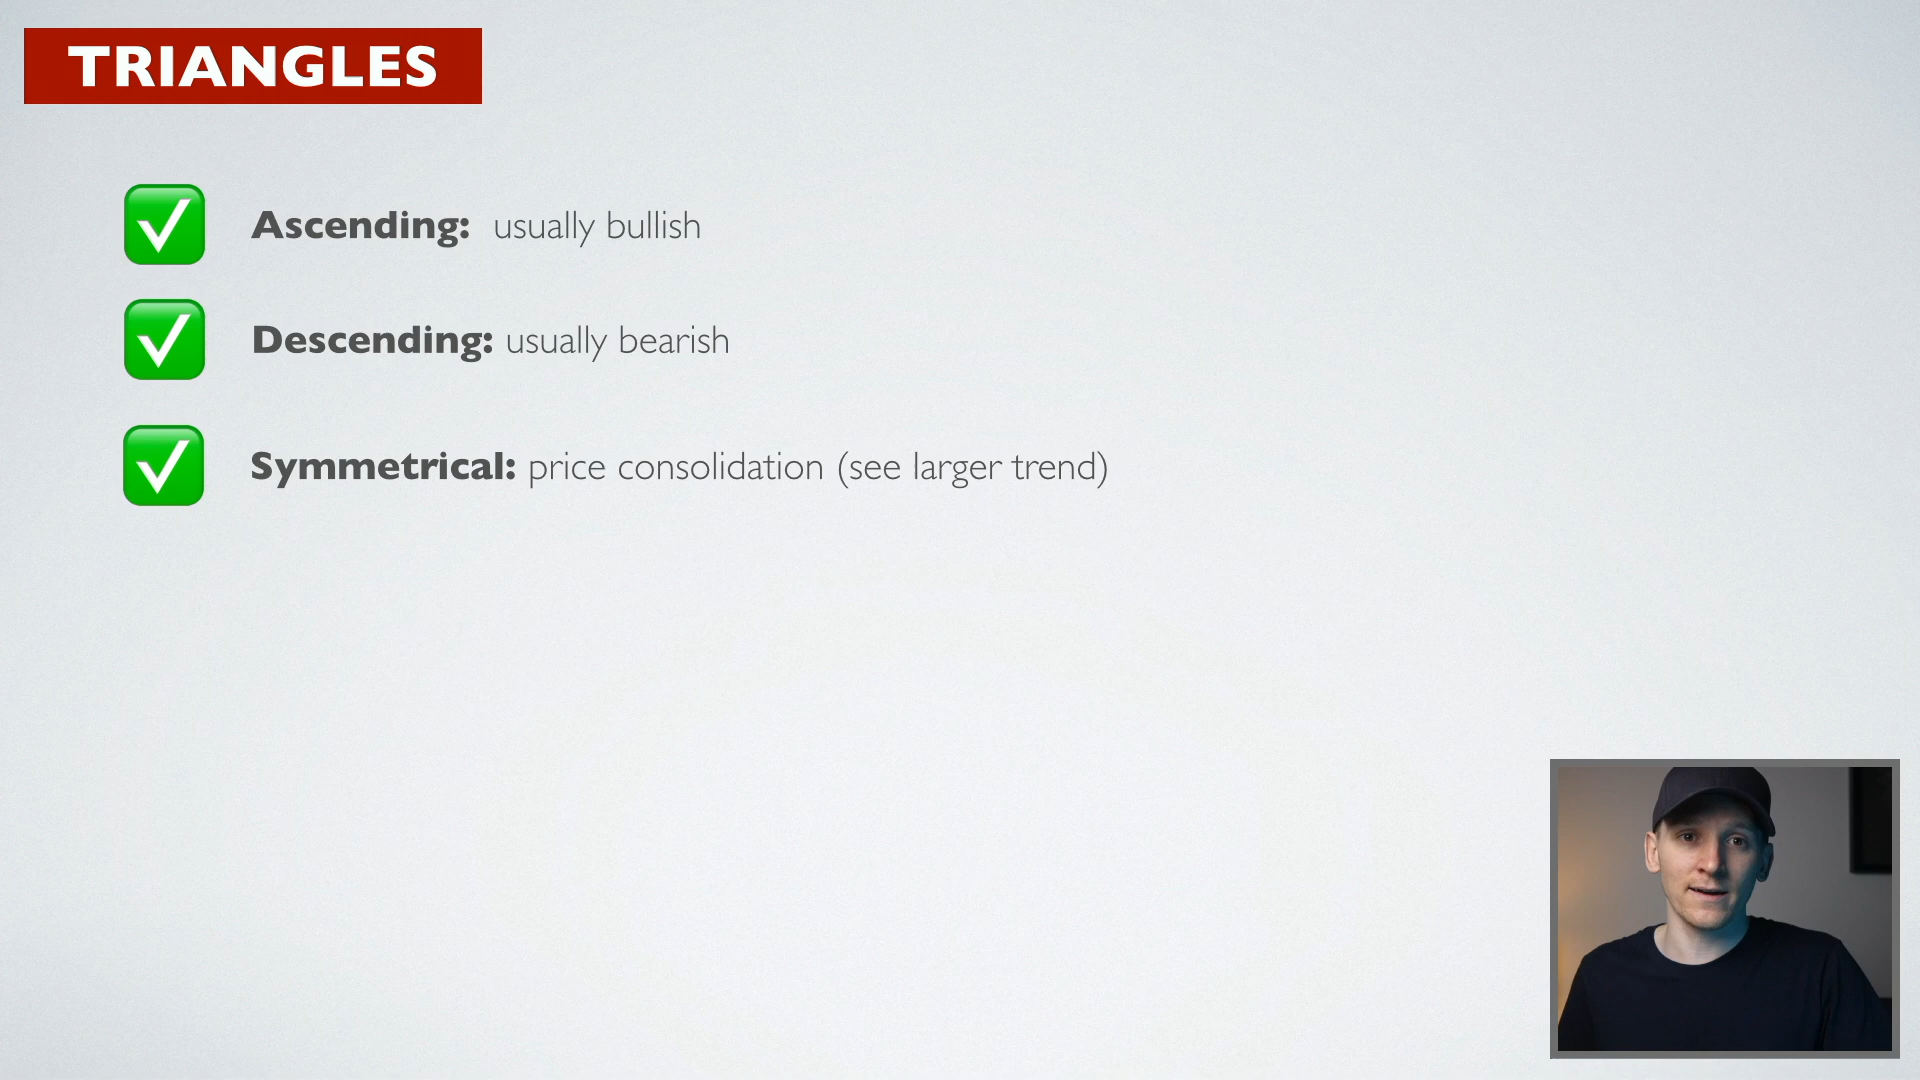 TRIANGLES
Ascending: usually bullish
Descending: usually bearish
Symmetrical: price consolidation (see larger trend)